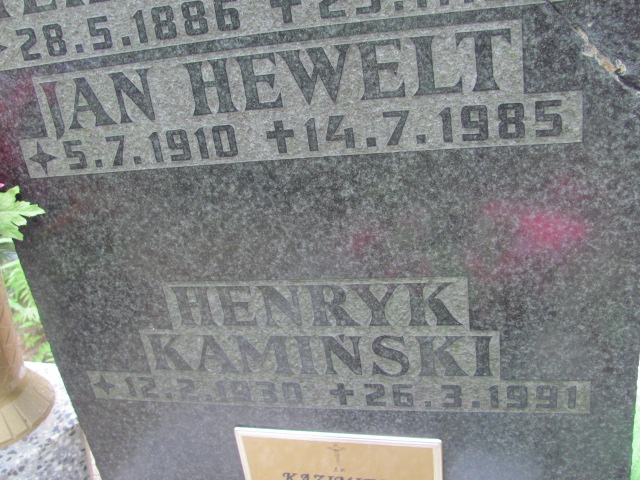 28.5.1886
JAN HEWELT
✦5.7.1910 ✝14.7.1985
HENRYK
KAMIŃSKI
✦12.2.1930 ✝26.3.1991